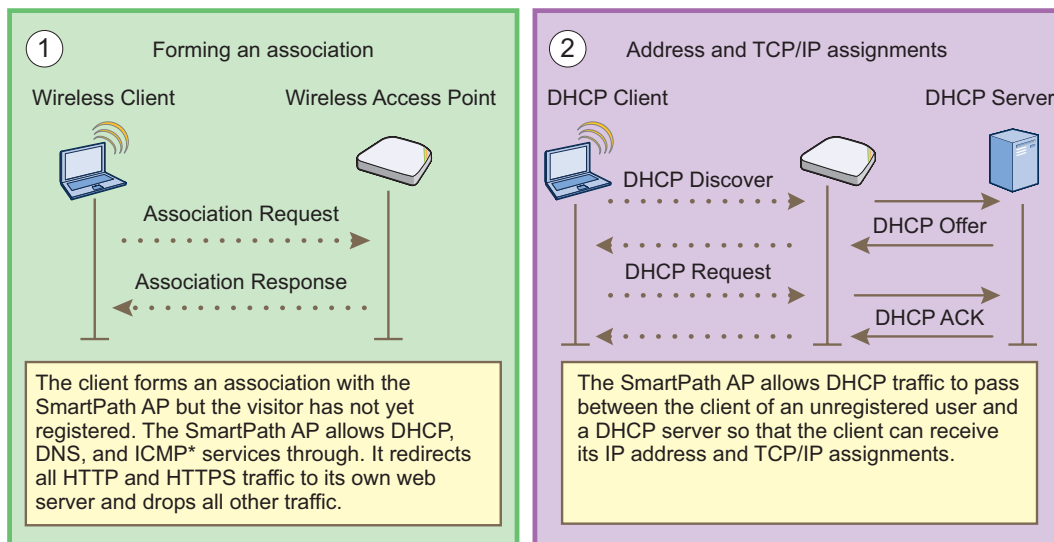 1
Forming an association
Wireless Client
Wireless Access Point
Association Request
Association Response
The client forms an association with the
SmartPath AP but the visitor has not yet
registered. The SmartPath AP allows DHCP,
DNS, and ICMP* services through. It redirects
all HTTP and HTTPS traffic to its own web
server and drops all other traffic.
2
Address and TCP/IP assignments
DHCP Client
DHCP Server
DHCP Discover
DHCP Offer
DHCP Request
DHCP ACK
The SmartPath AP allows DHCP traffic to pass
between the client of an unregistered user and
a DHCP server so that the client can receive
its IP address and TCP/IP assignments.